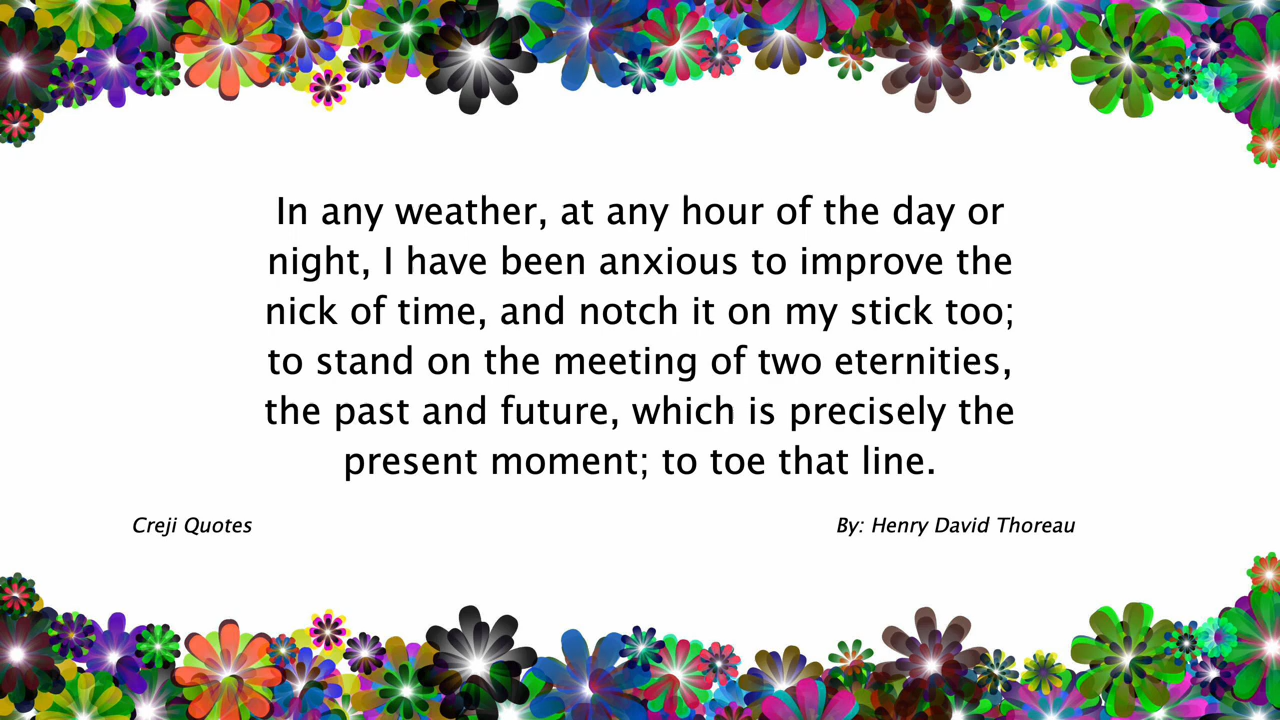 In any weather, at any hour of the day or
night, I have been anxious to improve the
nick of time, and notch it on my stick too;
to stand on the meeting of two eternities,
the past and future, which is precisely the
present moment; to toe that line.
Creji Quotes
By: Henry David Thoreau